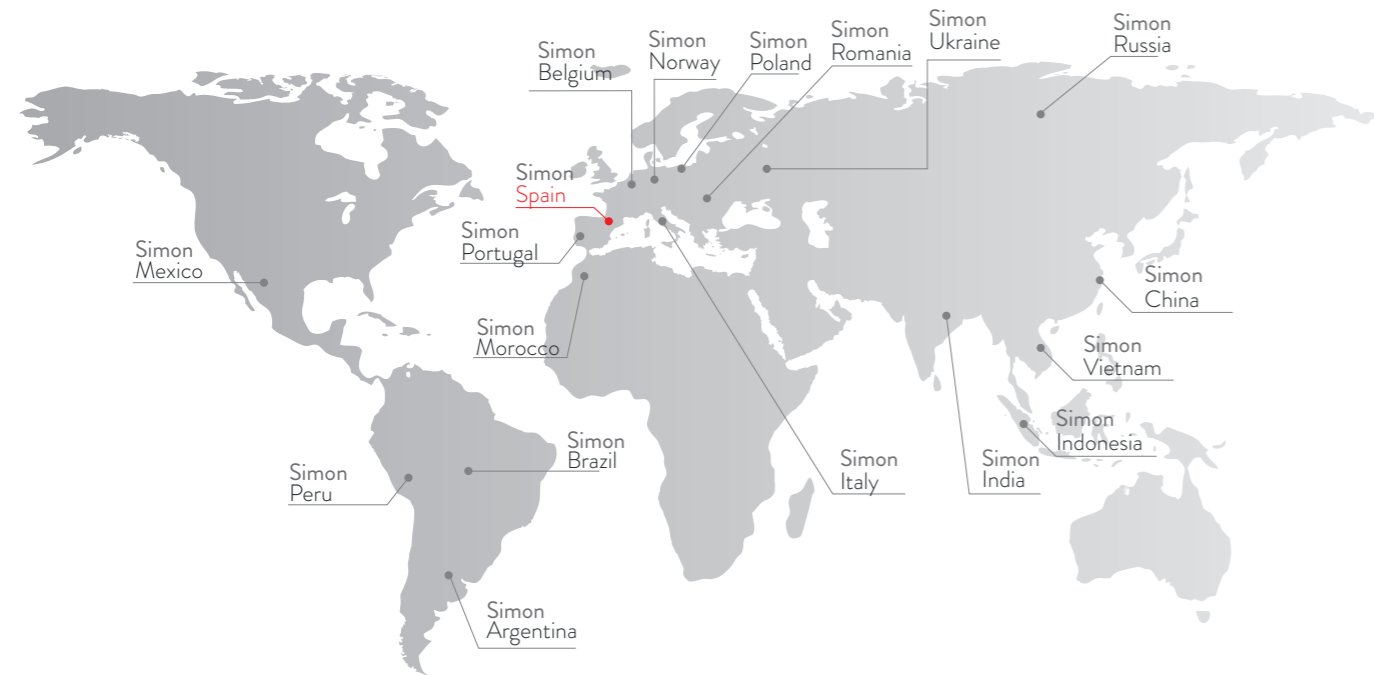 Simon
Belgium
Simon
Norway
Simon
Poland
Simon
Romania
Simon
Ukraine
Simon
Russia
Simon
Spain
Simon
Portugal
Simon
Mexico
Simon
Morocco
Simon
China
Simon
Vietnam
Simon
Indonesia
Simon
Brazil
Simon
Peru
Simon
Italy
Simon
India
Simon
Argentina